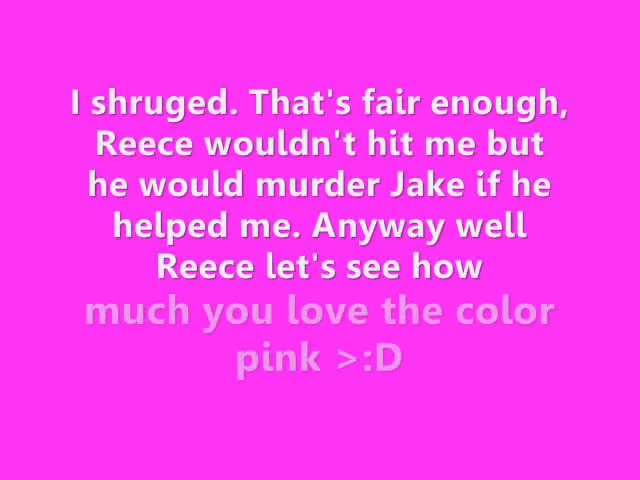 I shruged. That's fair enough,
Reece wouldn't hit me but
he would murder Jake if he
helped me. Anyway well
Reece let's see how
much you love the color
pink >:D